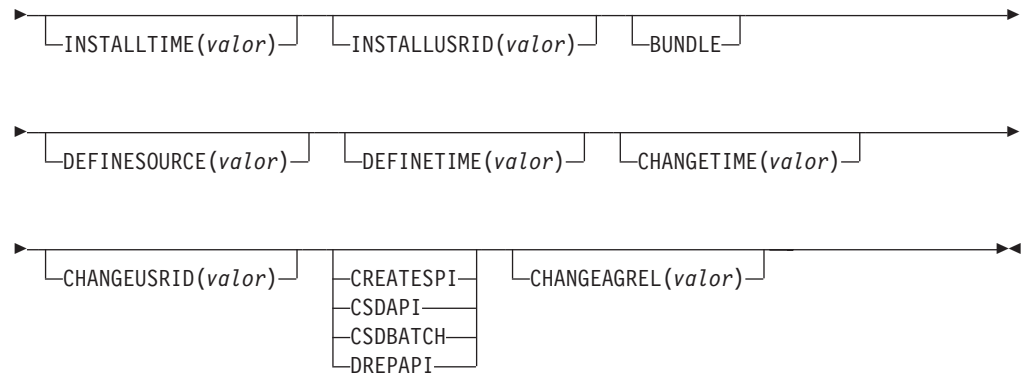 INSTALLTIME(valor) INSTALLUSRID(valor) BUNDLE
DEFINESOURCE(valor) DEFINETIME(valor) CHANGETIME(valor)
CHANGEUSRID(valor) CREATESPI CHANGEAGREL(valor)
CSDAPI
CSDBATCH
DREPAPI